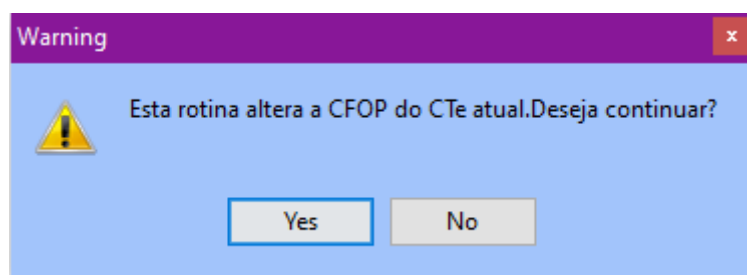 Warning
x
Esta rotina altera a CFOP do CTe atual.Deseja continuar?
Yes
No